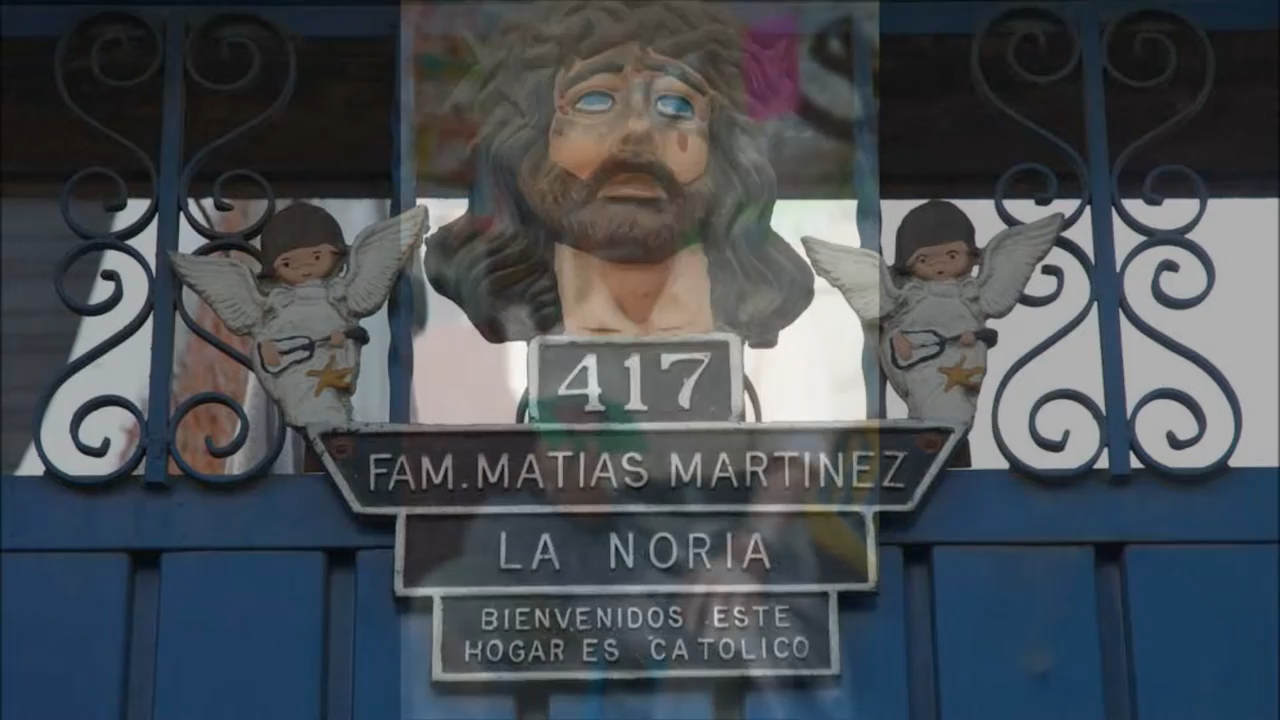 417
FAM.MATIAS MARTINEZ
LA NORIA
BIENVENIDOS ESTE
HOGAR ES CATOLICO